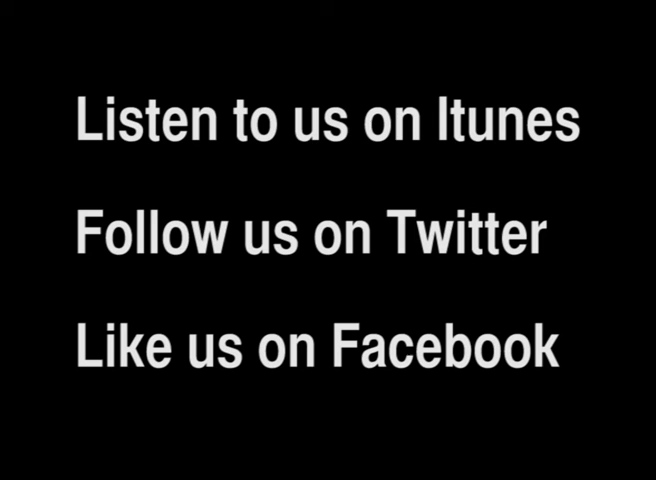 Listen to us on Itunes
Follow us on Twitter
Like us on Facebook